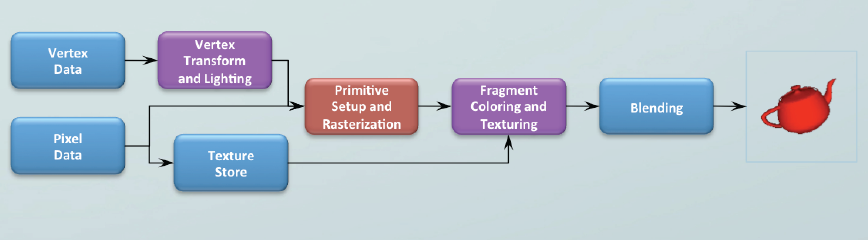 Vertex
Data
Vertex
Transform
and Lighting
Primitive
Setup and
Rasterization
Fragment
Coloring and
Texturing
Blending
Pixel
Data
Texture
Store